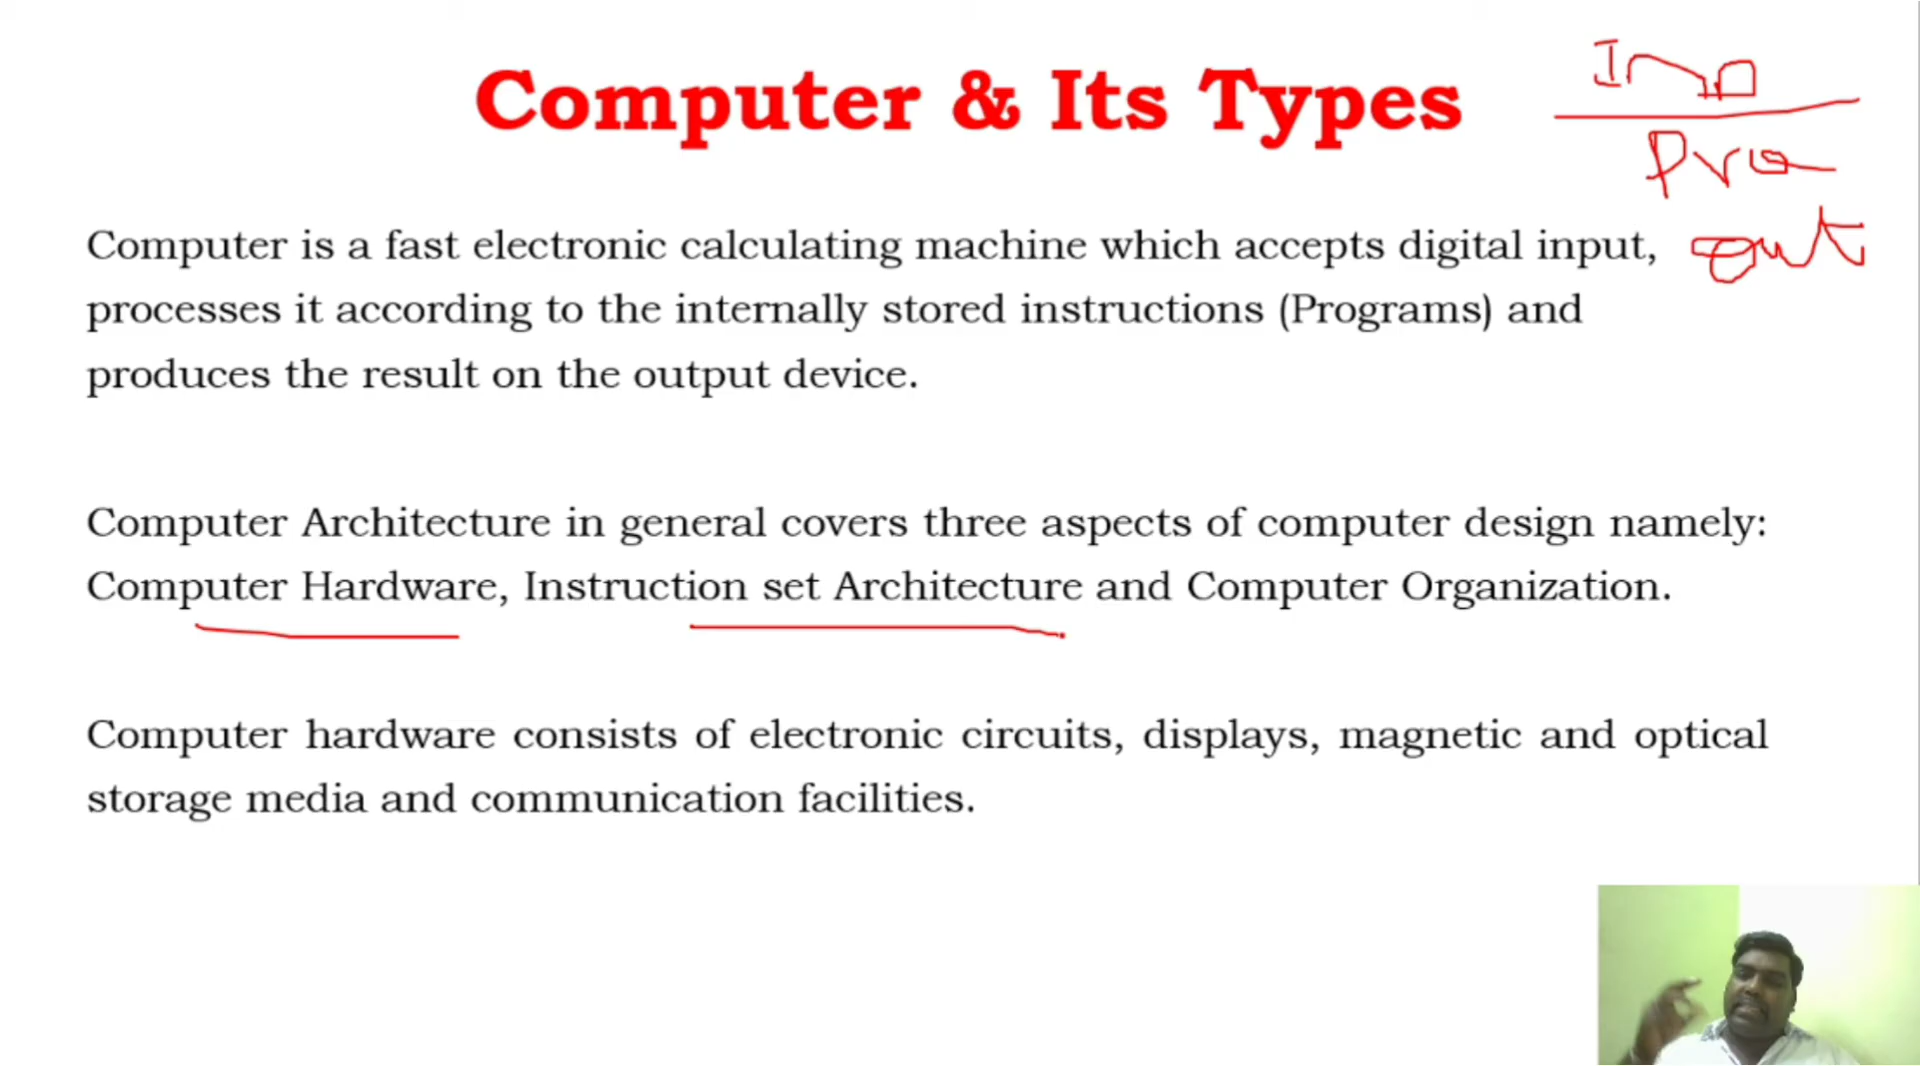 Computer & Its Types
Inp
Pro
out
Computer is a fast electronic calculating machine which accepts digital input,
processes it according to the internally stored instructions (Programs) and
produces the result on the output device.
Computer Architecture in general covers three aspects of computer design namely:
Computer Hardware, Instruction set Architecture and Computer Organization.
Computer hardware consists of electronic circuits, displays, magnetic and optical
storage media and communication facilities.